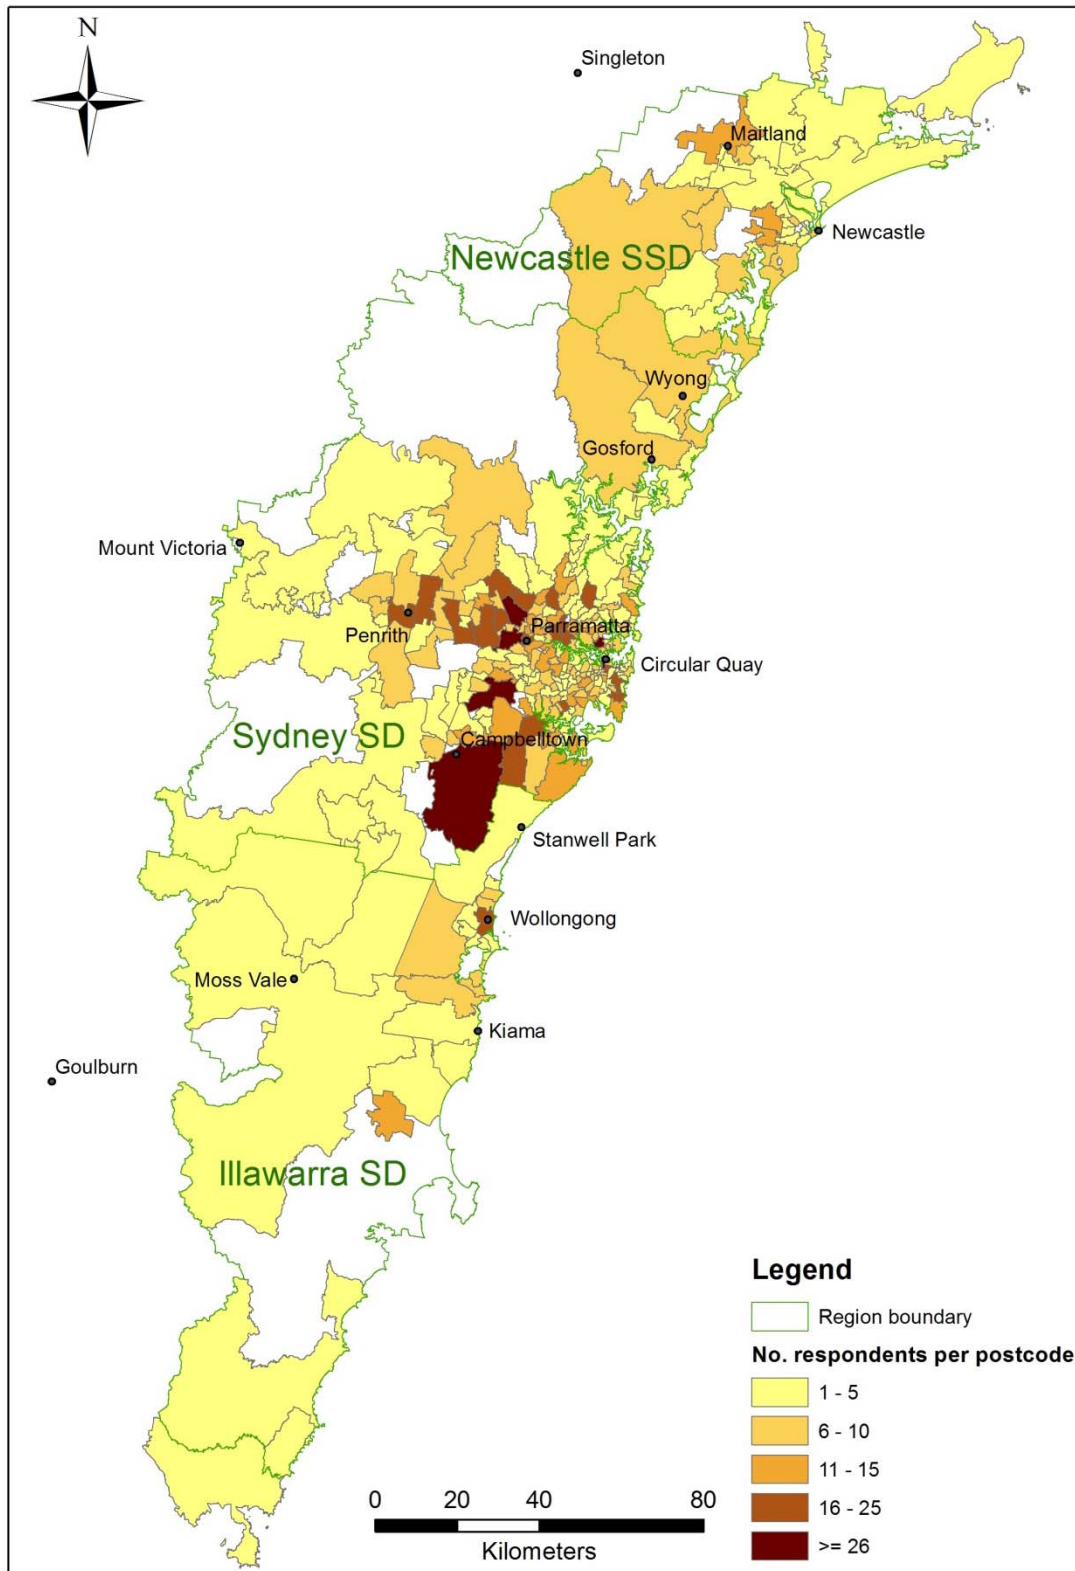 N
Singleton
Maitland
Newcastle
Newcastle SSD
Wyong
Gosford
Mount Victoria
Penrith
Parramatta
Circular Quay
Sydney SD
Campbelltown
Stanwell Park
Wollongong
Moss Vale
Kiama
Goulburn
Illawarra SD
Legend
Region boundary
No. respondents per postcode
1 - 5
6 - 10
11 - 15
16 - 25
>= 26
0 20 40 80
Kilometers